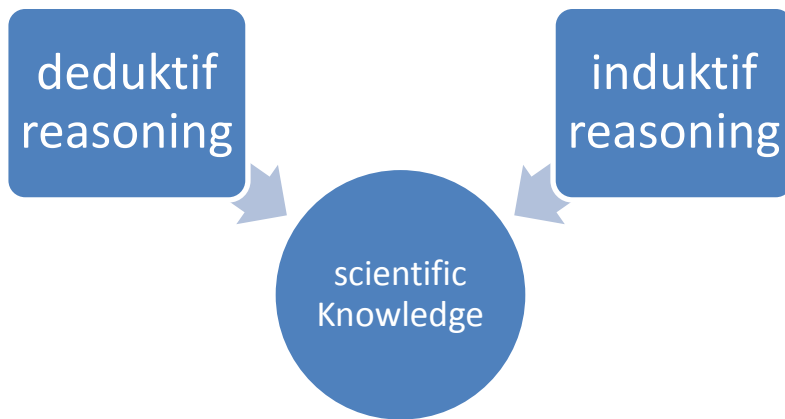 deduktif
reasoning
induktif
reasoning
scientific
Knowledge